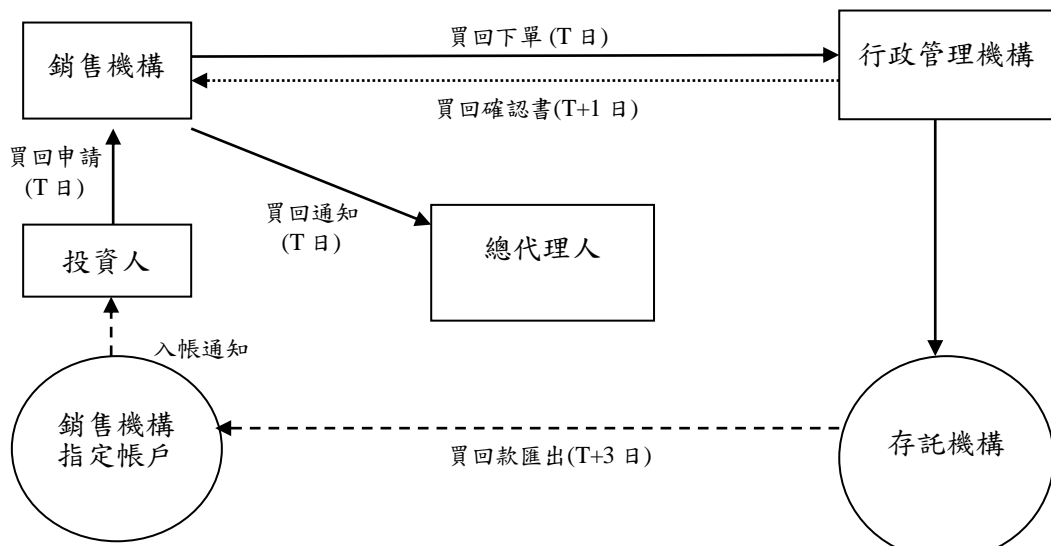 買回下單 (T 日)
銷售機構
行政管理機構
買回確認書(T+1 日)
買回申請
(T 日)
買回通知
(T 日)
總代理人
投資人
入帳通知
銷售機構
指定帳戶
買回款匯出(T+3 日)
存託機構